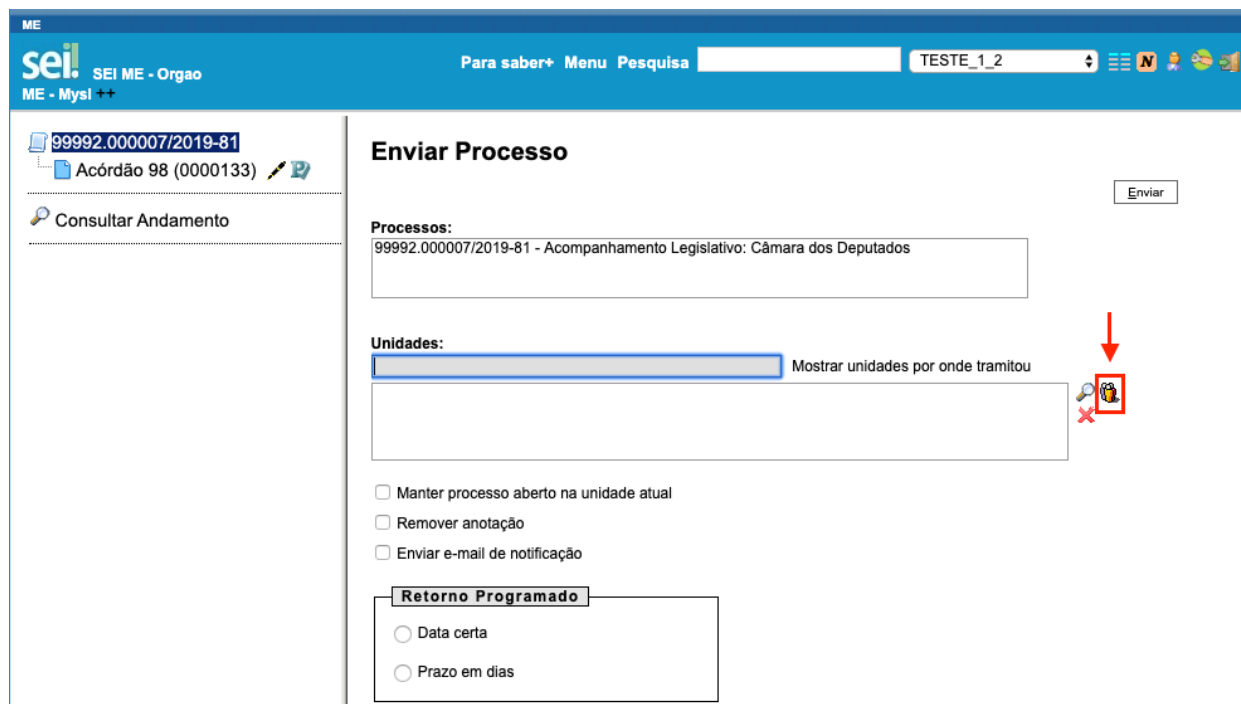 ME
sei!
SEI ME - Orgao
ME - Mysl ++
Para saber+ Menu Pesquisa
TESTE_1_2
N
99992.000007/2019-81
Acórdão 98 (0000133)
Consultar Andamento
Enviar Processo
Enviar
Processos:
99992.000007/2019-81 - Acompanhamento Legislativo: Câmara dos Deputados
Unidades:
Mostrar unidades por onde tramitou
Manter processo aberto na unidade atual
Remover anotação
Enviar e-mail de notificação
Retorno Programado
Data certa
Prazo em dias